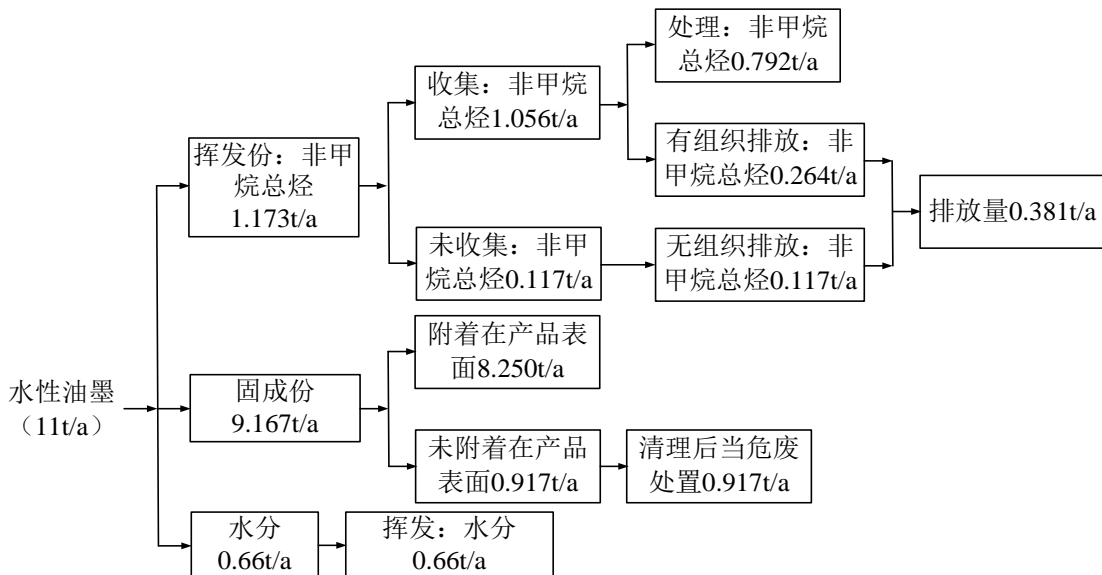 水性油墨
（11t/a）
挥发份：非甲
烷总烃
1.173t/a
收集：非甲烷
总烃1.056t/a
处理：非甲烷
总烃0.792t/a
有组织排放：非
甲烷总烃0.264t/a
未收集：非甲
烷总烃0.117t/a
无组织排放：非
甲烷总烃0.117t/a
排放量0.381t/a
固成份
9.167t/a
附着在产品表
面8.250t/a
未附着在产品
表面0.917t/a
清理后当危废
处置0.917t/a
水分
0.66t/a
挥发：水分
0.66t/a